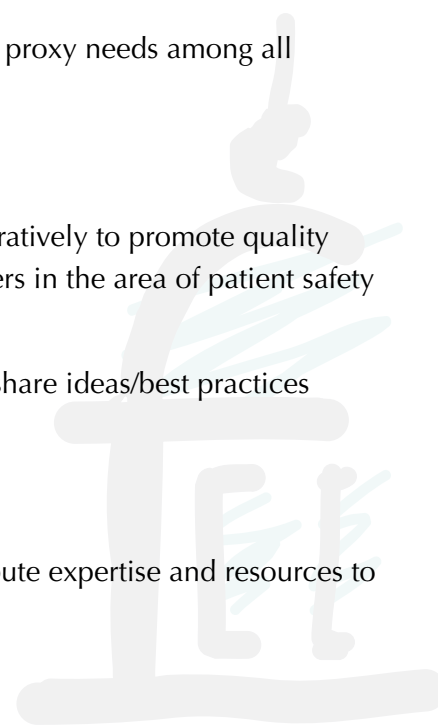 proxy needs among all
ratively to promote quality
ers in the area of patient safety
share ideas/best practices
ute expertise and resources to